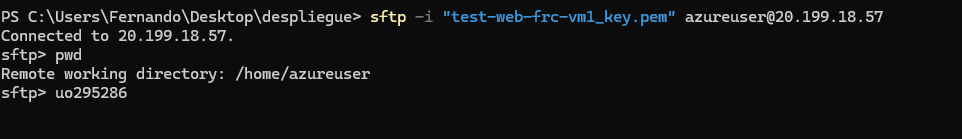 PS C:\Users\Fernando\Desktop\despliegue> sftp -i "test-web-frc-vm1_key.pem" azureuser@20.199.18.57
Connected to 20.199.18.57.
sftp> pwd
Remote working directory: /home/azureuser
sftp> uo295286